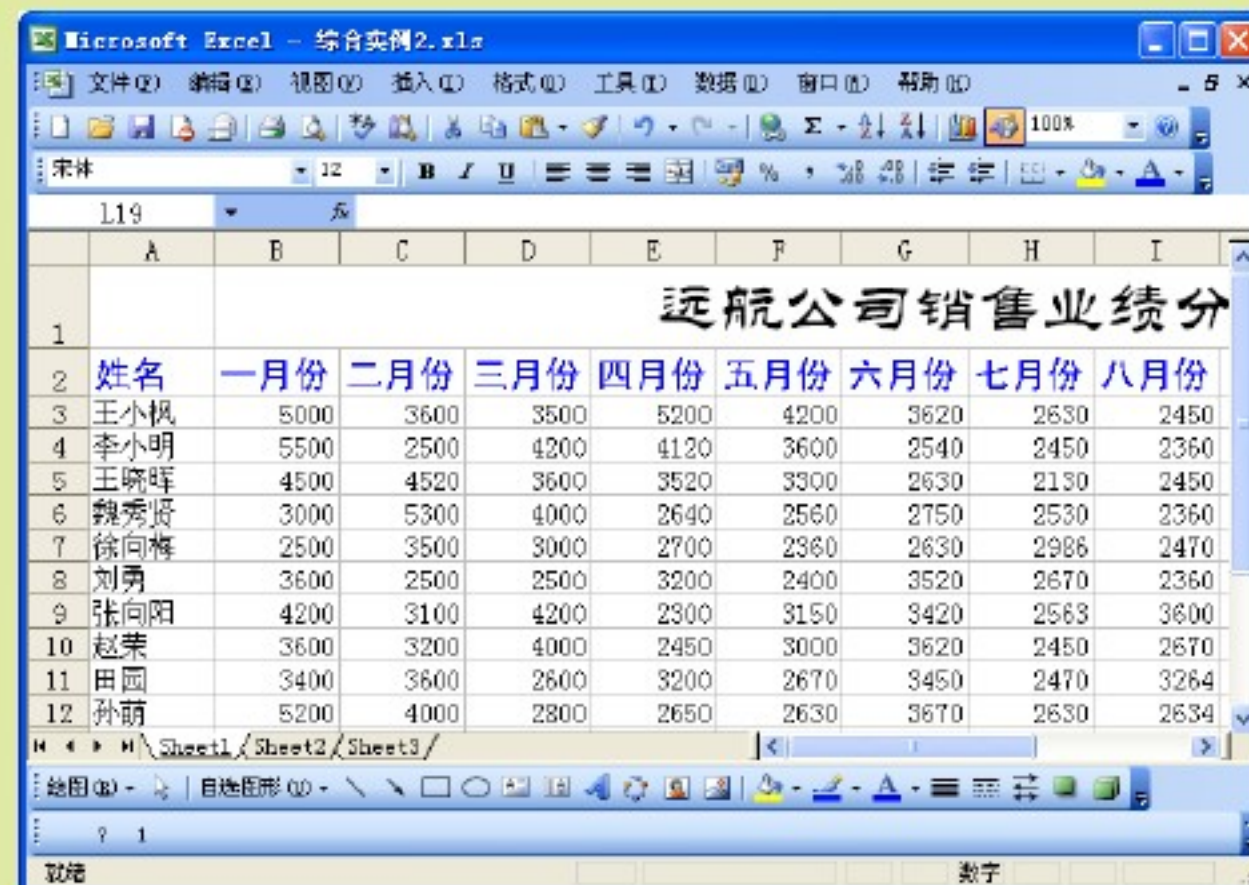 Microsoft Excel - 综合实例2.xls
文件(F) 编辑(E) 视图(V) 插入(I) 格式(O) 工具(T) 数据(D) 窗口(W) 帮助(H)
100%
宋体 12 B I U % ,
L19 fx
A B C D E F G H I
1 远航公司销售业绩分
2 姓名 一月份 二月份 三月份 四月份 五月份 六月份 七月份 八月份
3 王小枫 5000 3600 3500 5200 4200 3620 2630 2450
4 李小明 5500 2500 4200 4120 3600 2540 2450 2360
5 王晓晖 4500 4520 3600 3520 3300 2630 2130 2450
6 魏秀贤 3000 5300 4000 2640 2560 2750 2530 2360
7 徐向梅 2500 3500 3000 2700 2360 2630 2986 2470
8 刘勇 3600 2500 2500 3200 2400 3520 2670 2360
9 张向阳 4200 3100 4200 2300 3150 3420 2563 3600
10 赵荣 3600 3200 4000 2450 3000 3620 2450 2670
11 田园 3400 3600 2600 3200 2670 3450 2470 3264
12 孙萌 5200 4000 2800 2650 2630 3670 2630 2634
Sheet1 Sheet2 Sheet3
绘图(R) 自选图形(U)
? 1
就绪 数字